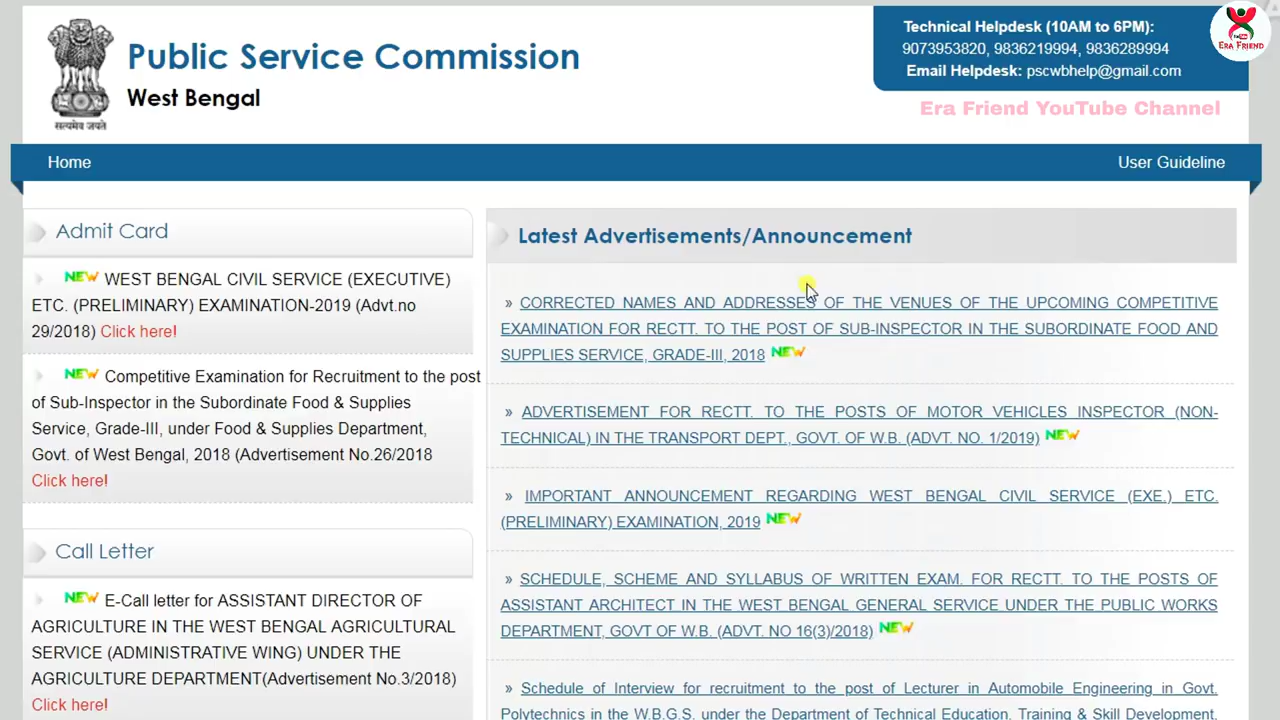 Public Service Commission
West Bengal
सत्यमेव जयते
Technical Helpdesk (10AM to 6PM):
9073953820, 9836219994, 9836289994
Email Helpdesk: pscwbhelp@gmail.com
ERA FRIEND
Era Friend YouTube Channel
Home
User Guideline
Admit Card
NEW WEST BENGAL CIVIL SERVICE (EXECUTIVE)
ETC. (PRELIMINARY) EXAMINATION-2019 (Advt.no
29/2018) Click here!
NEW Competitive Examination for Recruitment to the post
of Sub-Inspector in the Subordinate Food & Supplies
Service, Grade-III, under Food & Supplies Department,
Govt. of West Bengal, 2018 (Advertisement No.26/2018
Click here!
Call Letter
NEW E-Call letter for ASSISTANT DIRECTOR OF
AGRICULTURE IN THE WEST BENGAL AGRICULTURAL
SERVICE (ADMINISTRATIVE WING) UNDER THE
AGRICULTURE DEPARTMENT(Advertisement No.3/2018)
Click here!
Latest Advertisements/Announcement
» CORRECTED NAMES AND ADDRESSES OF THE VENUES OF THE UPCOMING COMPETITIVE
EXAMINATION FOR RECTT. TO THE POST OF SUB-INSPECTOR IN THE SUBORDINATE FOOD AND
SUPPLIES SERVICE, GRADE-III, 2018 NEW
» ADVERTISEMENT FOR RECTT. TO THE POSTS OF MOTOR VEHICLES INSPECTOR (NON-
TECHNICAL) IN THE TRANSPORT DEPT., GOVT. OF W.B. (ADVT. NO. 1/2019) NEW
» IMPORTANT ANNOUNCEMENT REGARDING WEST BENGAL CIVIL SERVICE (EXE.) ETC.
(PRELIMINARY) EXAMINATION, 2019 NEW
» SCHEDULE, SCHEME AND SYLLABUS OF WRITTEN EXAM. FOR RECTT. TO THE POSTS OF
ASSISTANT ARCHITECT IN THE WEST BENGAL GENERAL SERVICE UNDER THE PUBLIC WORKS
DEPARTMENT, GOVT OF W.B. (ADVT. NO 16(3)/2018) NEW
» Schedule of Interview for recruitment to the post of Lecturer in Automobile Engineering in Govt.
Polytechnics in the W.B.G.S. under the Department of Technical Education, Training & Skill Development,